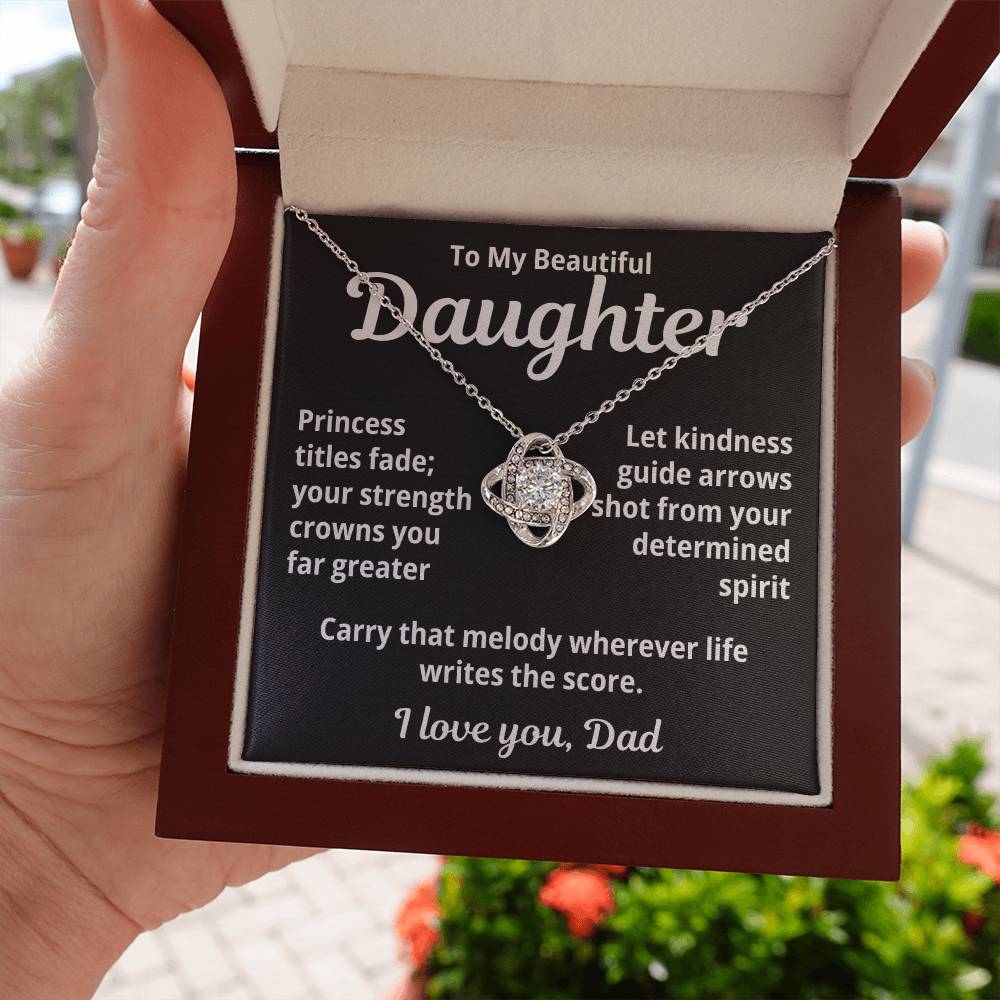 To My Beautiful
Daughter
Princess
titles fade;
your strength
crowns you
far greater
Let kindness
guide arrows
shot from your
determined
spirit
Carry that melody wherever life
writes the score.
I love you, Dad